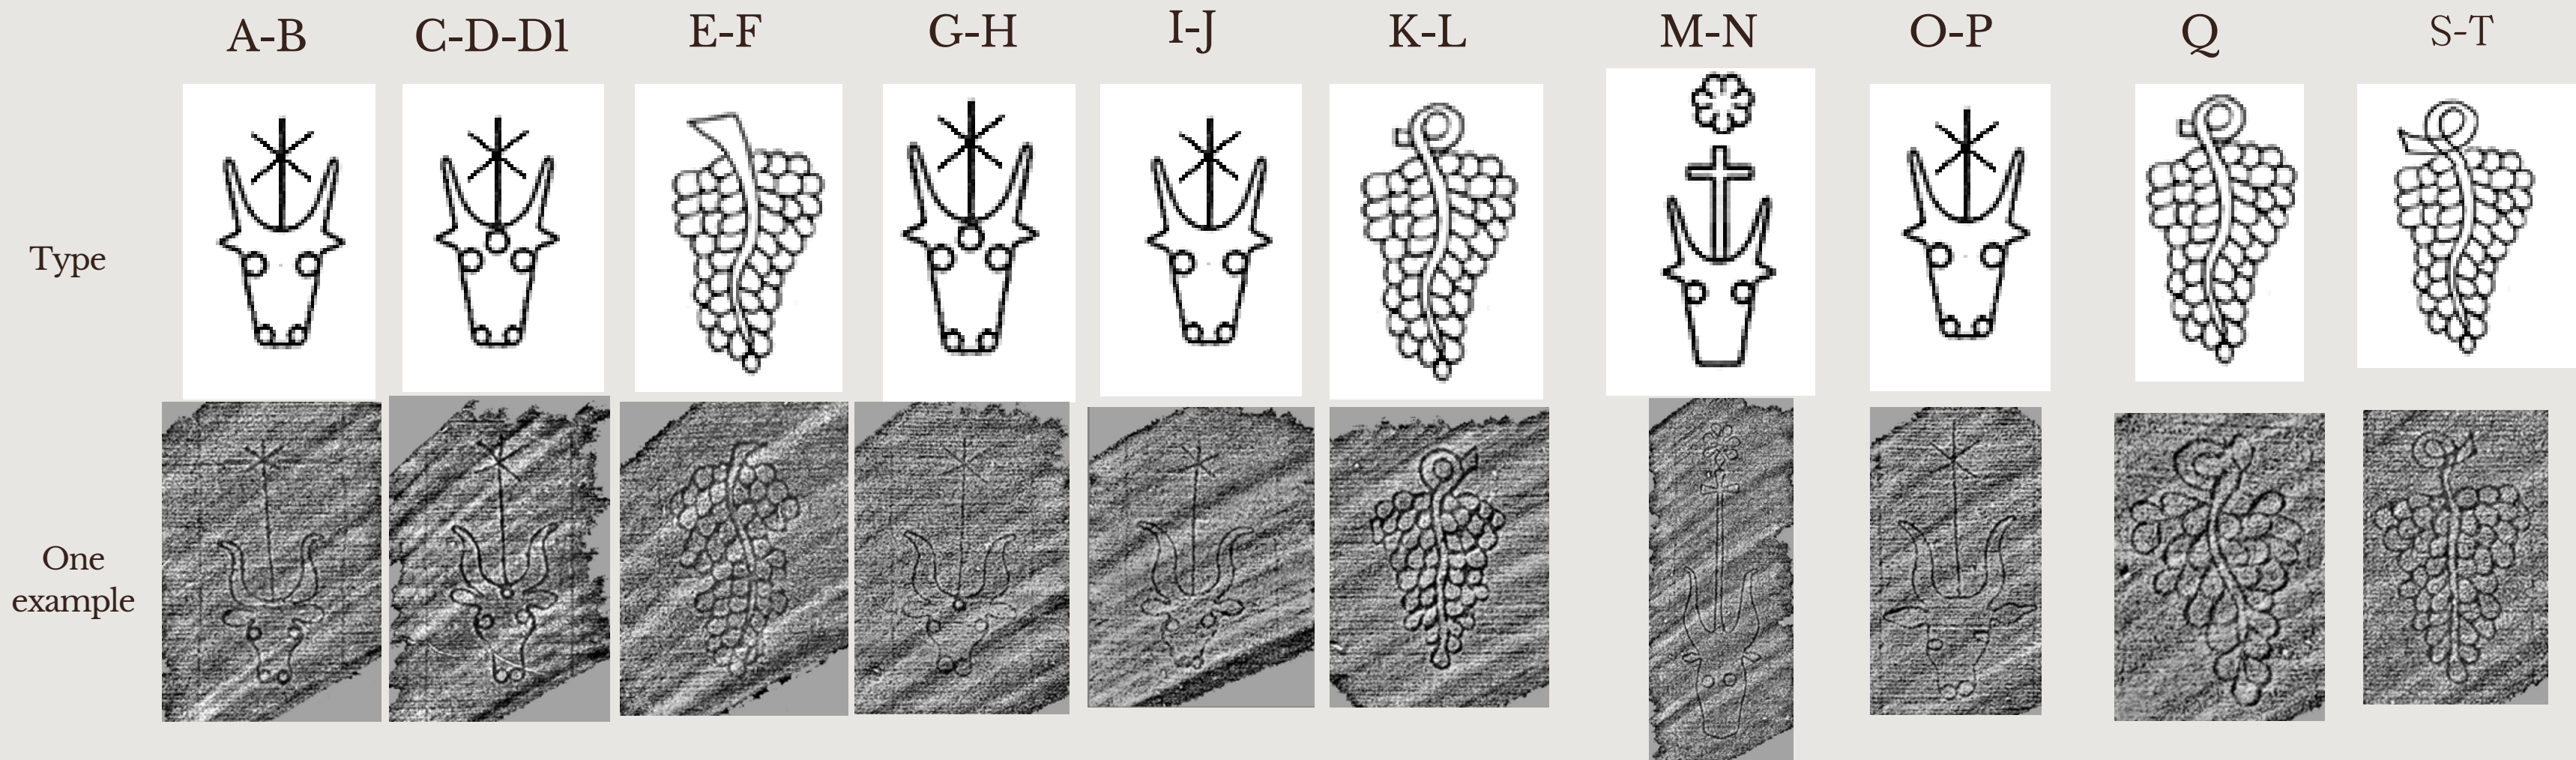 A-B C-D-D1 E-F G-H I-J K-L M-N O-P Q S-T
Type
One
example